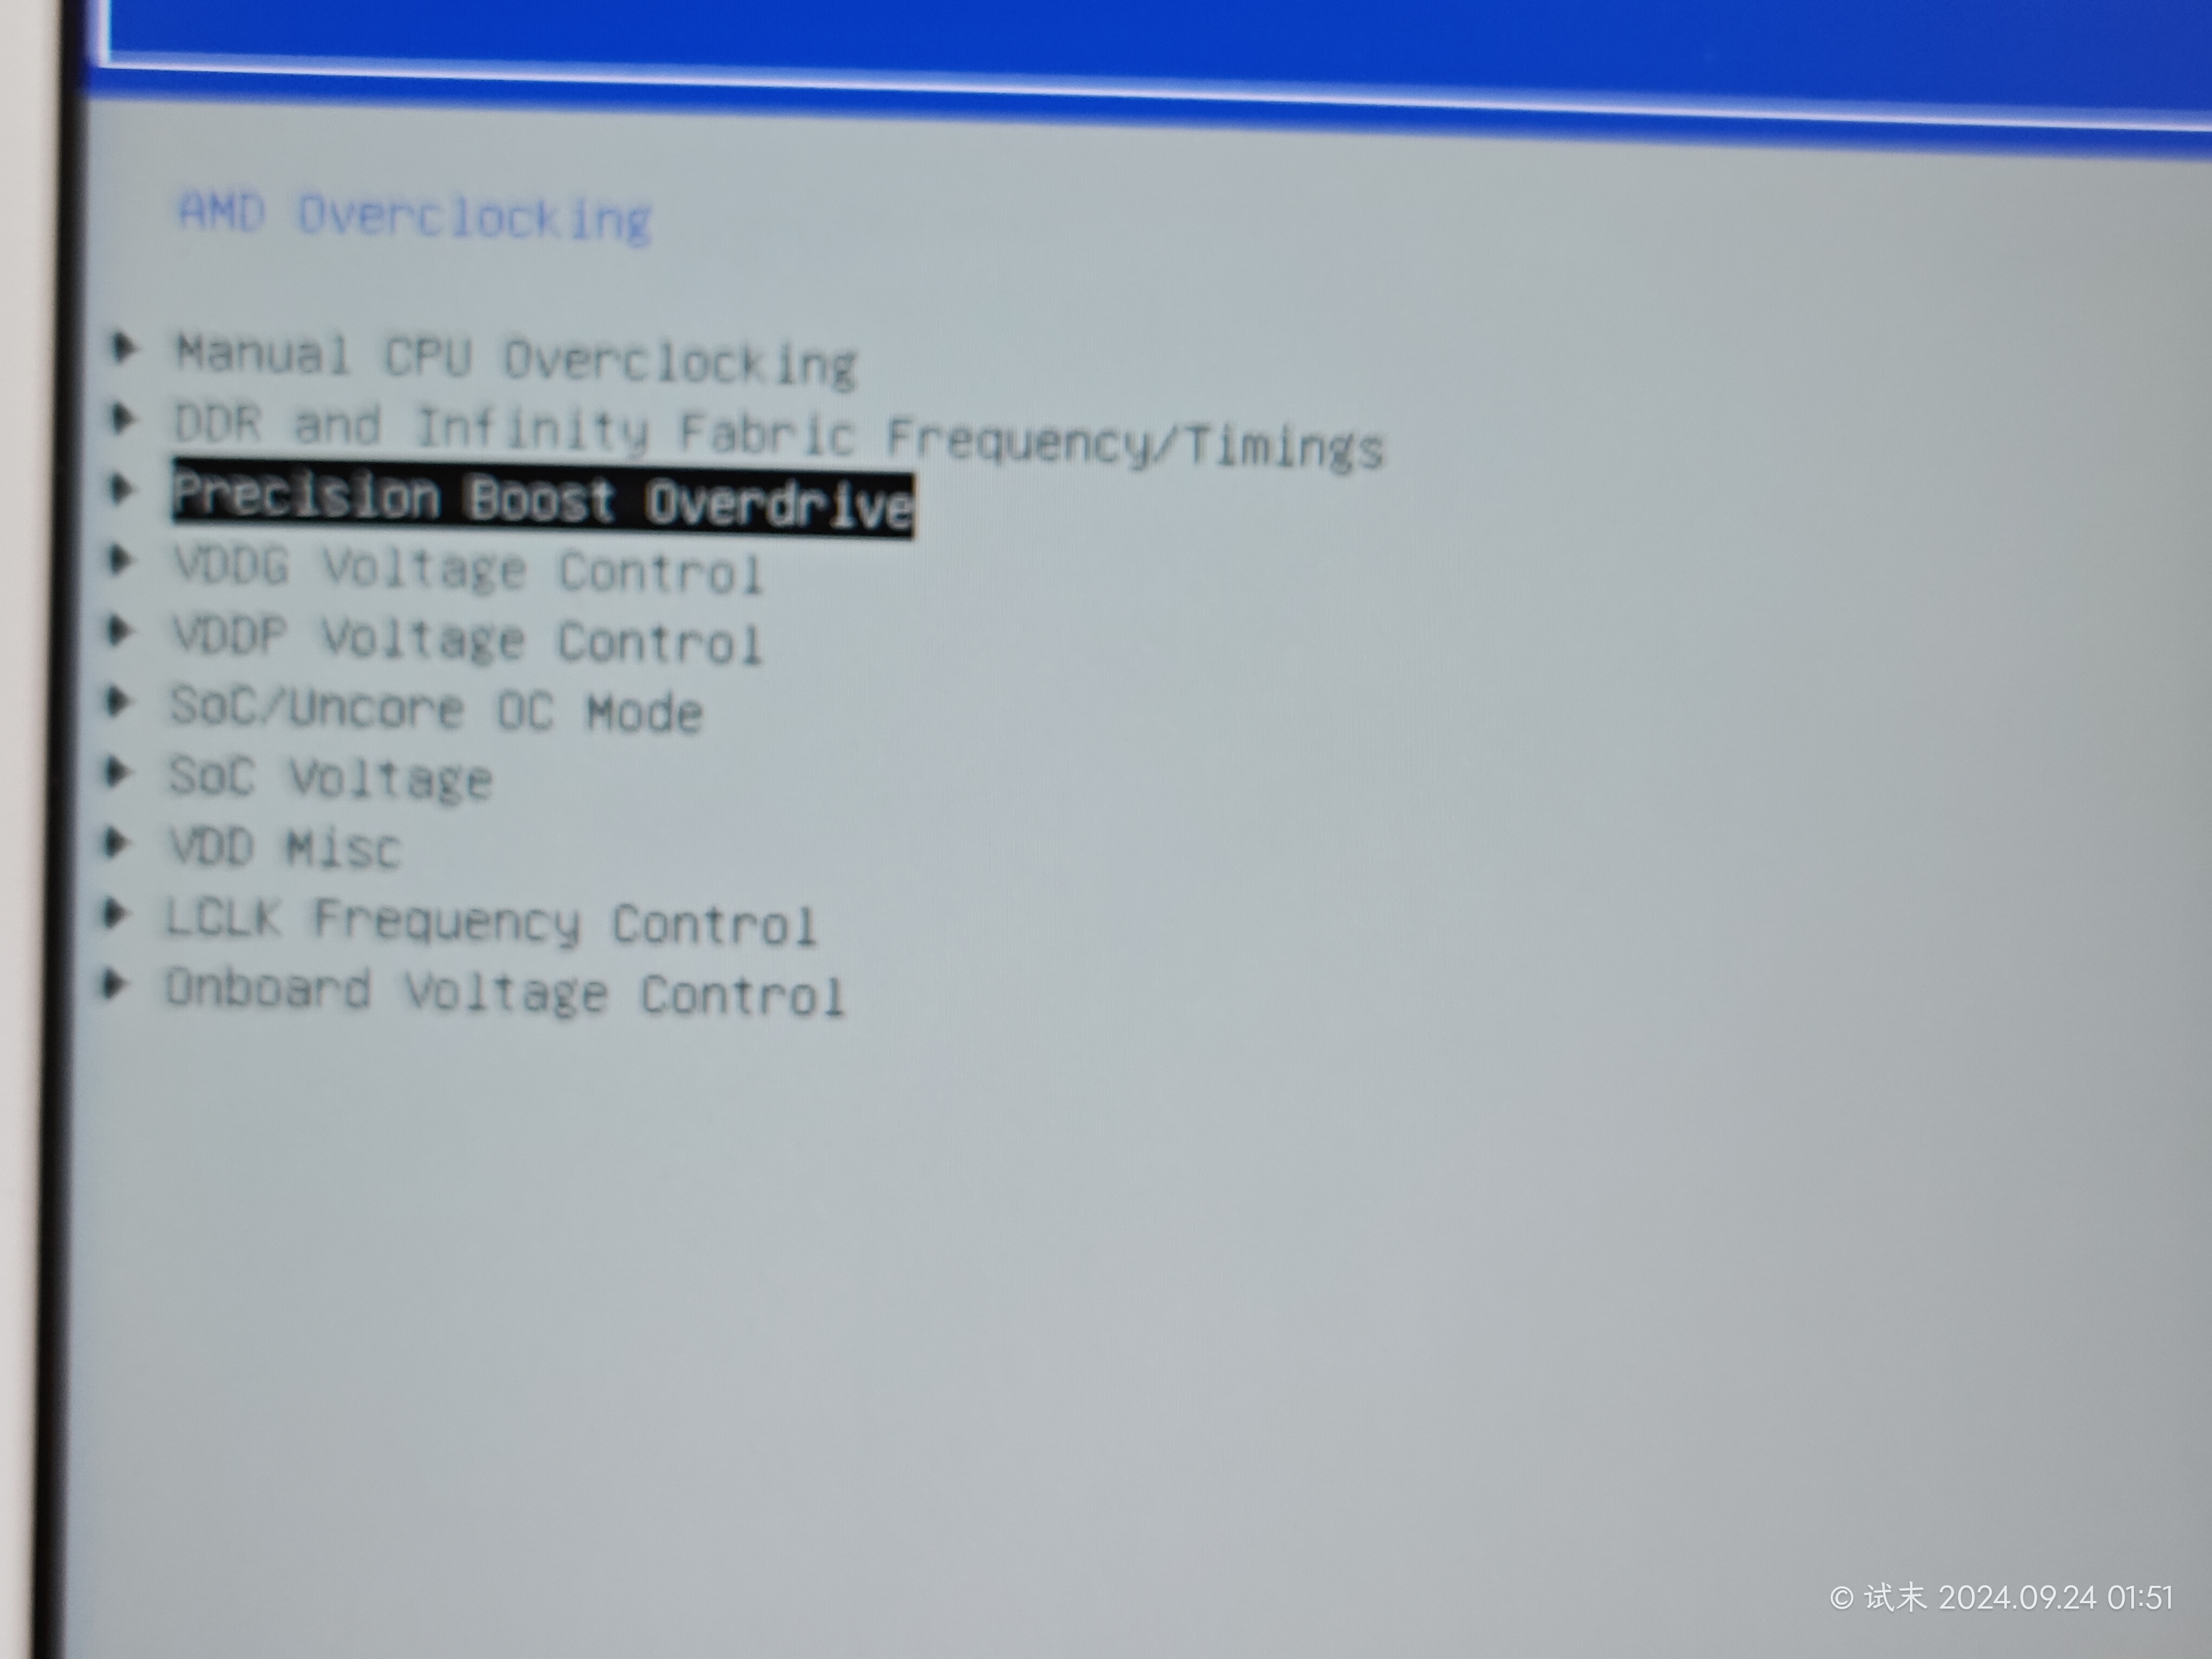 AMD Overclocking
Manual CPU Overclocking
DDR and Infinity Fabric Frequency/Timings
Precision Boost Overdrive
VDDG Voltage Control
VDDP Voltage Control
SoC/Uncore OC Mode
SoC Voltage
VDD Misc
LCLK Frequency Control
Onboard Voltage Control
© 试末 2024.09.24 01:51